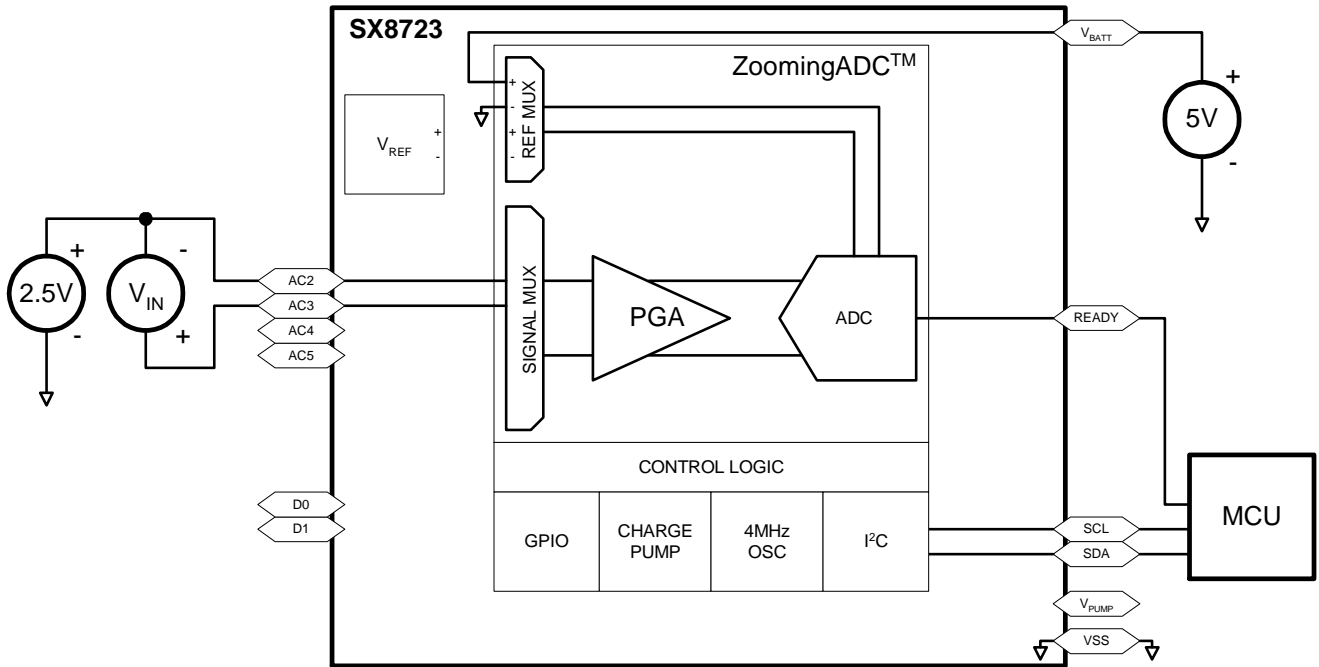 SX8723
V_BATT
ZoomingADC™
+
-
+
-
REF MUX
V_REF
+
-
+
5V
-
+
2.5V
-
-
V_IN
+
AC2
AC3
AC4
AC5
SIGNAL MUX
PGA
ADC
READY
CONTROL LOGIC
D0
D1
GPIO
CHARGE
PUMP
4MHz
OSC
I²C
SCL
SDA
MCU
V_PUMP
VSS